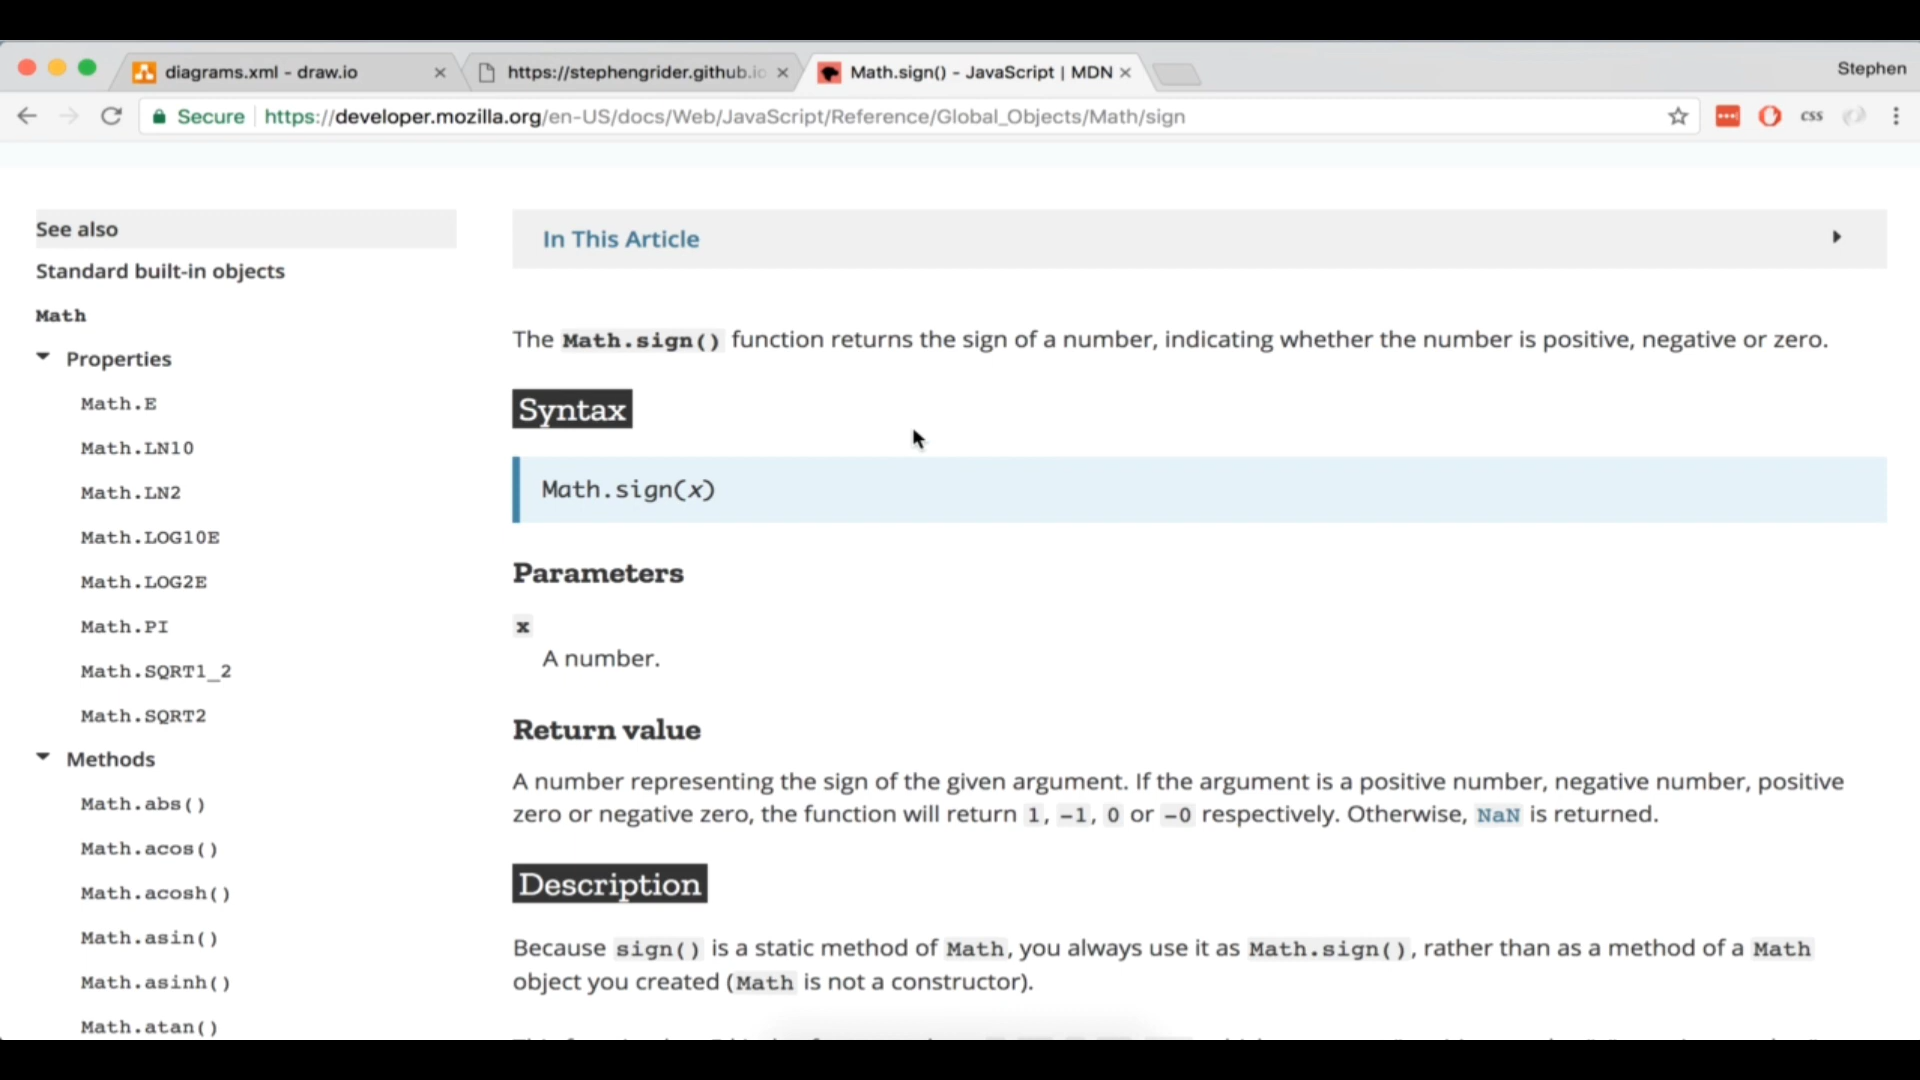 diagrams.xml - draw.io
https://stephengrider.github.io
Math.sign() - JavaScript | MDN
Stephen
Secure
https://developer.mozilla.org/en-US/docs/Web/JavaScript/Reference/Global_Objects/Math/sign
css
See also
Standard built-in objects
Math
Properties
Math.E
Math.LN10
Math.LN2
Math.LOG10E
Math.LOG2E
Math.PI
Math.SQRT1_2
Math.SQRT2
Methods
Math.abs()
Math.acos()
Math.acosh()
Math.asin()
Math.asinh()
Math.atan()
In This Article
The Math.sign() function returns the sign of a number, indicating whether the number is positive, negative or zero.
Syntax
Math.sign(x)
Parameters
x
A number.
Return value
A number representing the sign of the given argument. If the argument is a positive number, negative number, positive
zero or negative zero, the function will return 1, -1, 0 or -0 respectively. Otherwise, NaN is returned.
Description
Because sign() is a static method of Math, you always use it as Math.sign(), rather than as a method of a Math
object you created (Math is not a constructor).